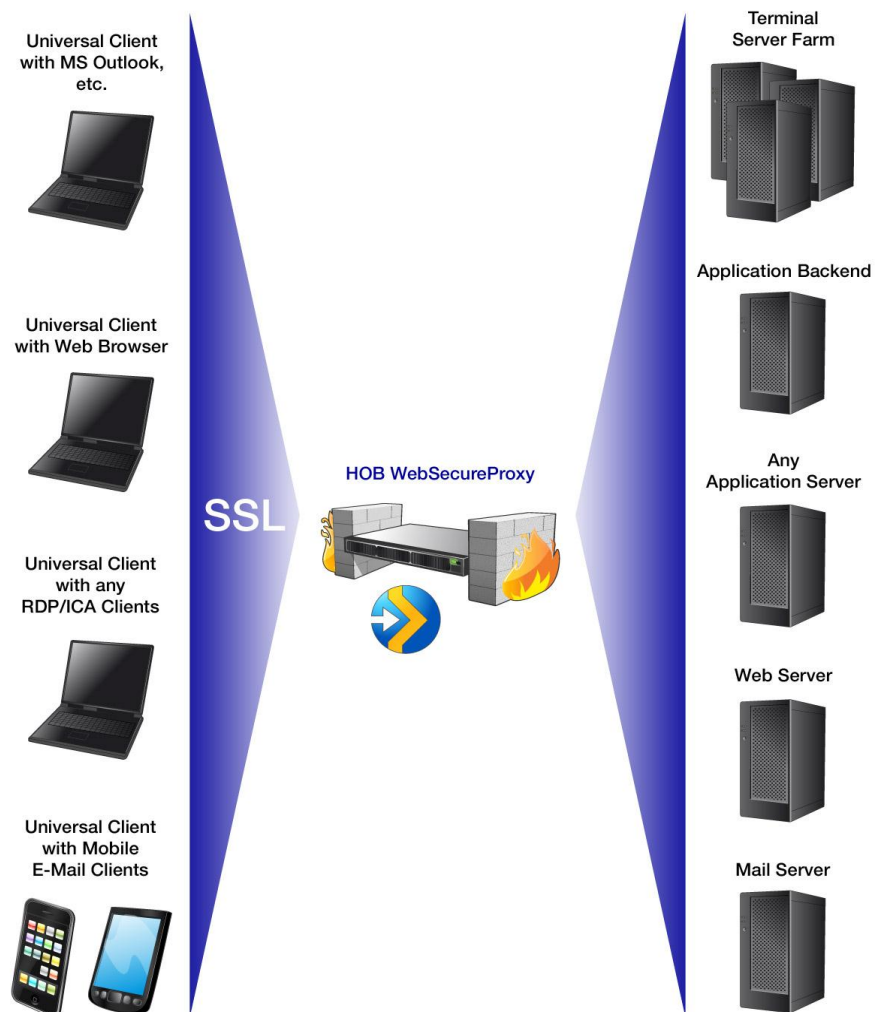 Universal Client
with MS Outlook,
etc.
Universal Client
with Web Browser
Universal Client
with any
RDP/ICA Clients
Universal Client
with Mobile
E-Mail Clients
SSL
HOB WebSecureProxy
Terminal
Server Farm
Application Backend
Any
Application Server
Web Server
Mail Server